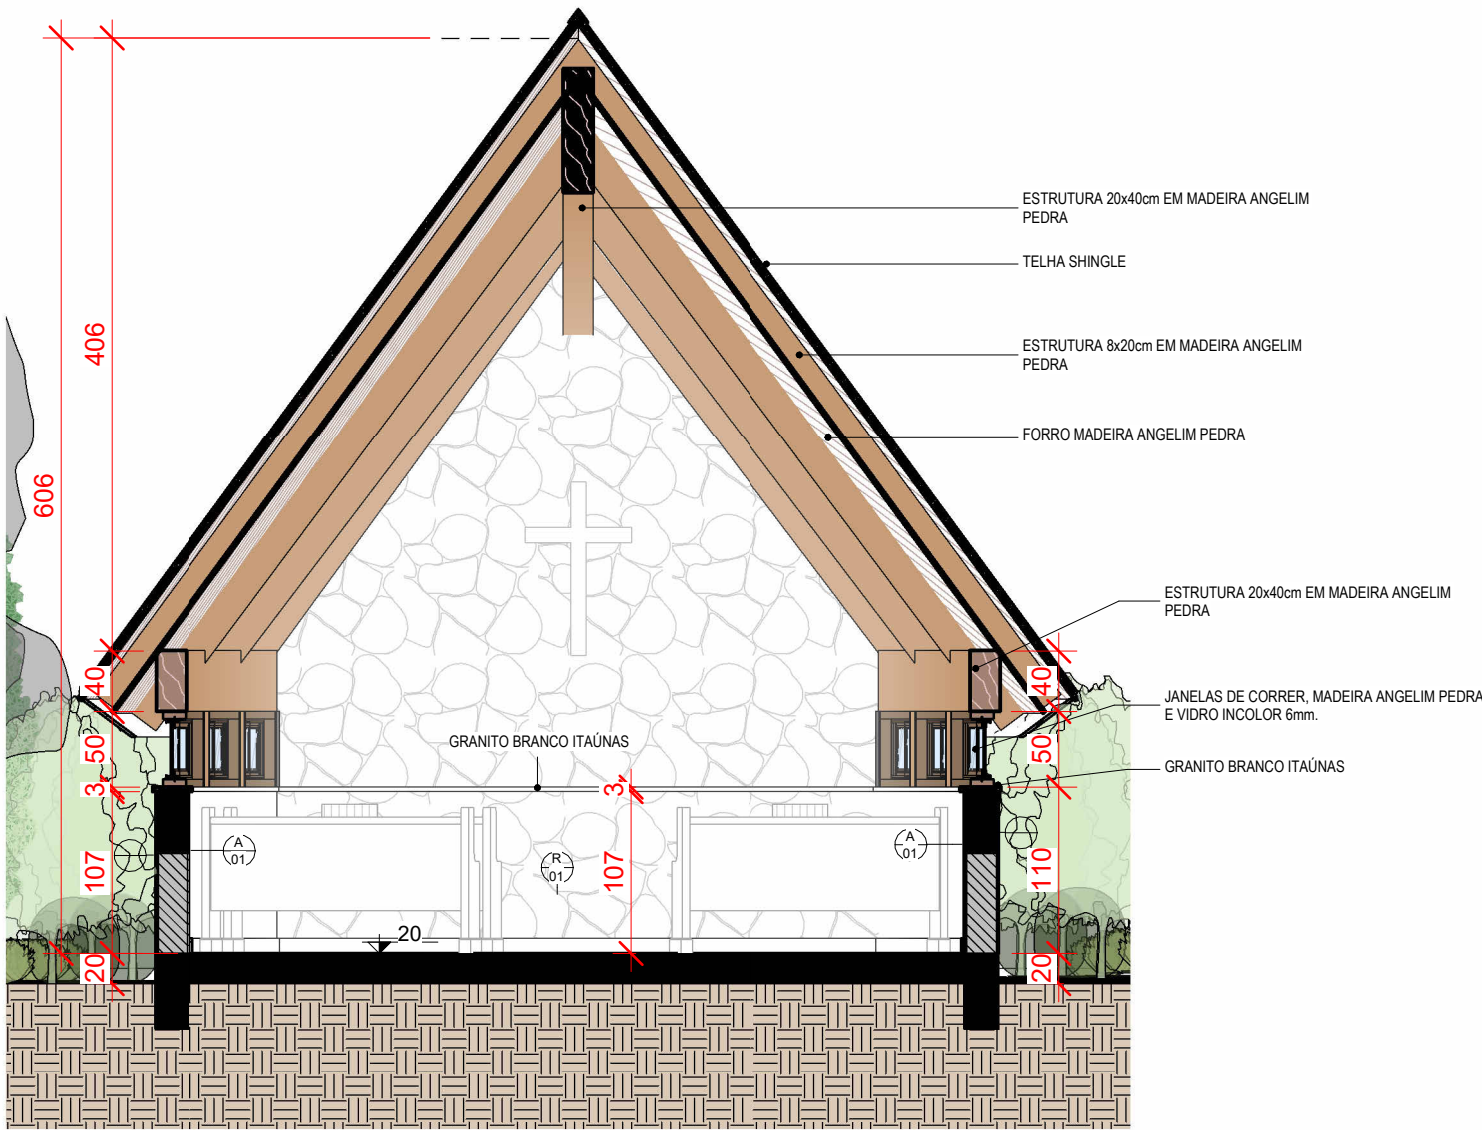 ESTRUTURA 20x40cm EM MADEIRA ANGELIM
PEDRA
TELHA SHINGLE
406
ESTRUTURA 8x20cm EM MADEIRA ANGELIM
PEDRA
FORRO MADEIRA ANGELIM PEDRA
606
ESTRUTURA 20x40cm EM MADEIRA ANGELIM
PEDRA
40
40
JANELAS DE CORRER, MADEIRA ANGELIM PEDRA
E VIDRO INCOLOR 6mm.
50
GRANITO BRANCO ITAÚNAS
50
GRANITO BRANCO ITAÚNAS
3
3
A
01
A
01
R
01
107
107
110
20
20
20